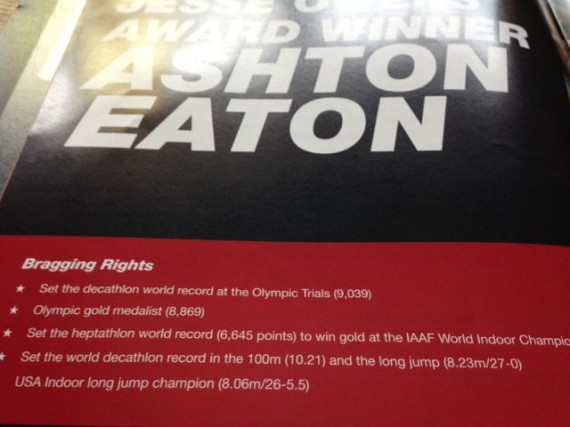 JESSE OWENS
AWARD WINNER
ASHTON
EATON
Bragging Rights
★ Set the decathlon world record at the Olympic Trials (9,039)
★ Olympic gold medalist (8,869)
★ Set the heptathlon world record (6,645 points) to win gold at the IAAF World Indoor Champio
★ Set the world decathlon record in the 100m (10.21) and the long jump (8.23m/27-0)
USA Indoor long jump champion (8.06m/26-5.5)